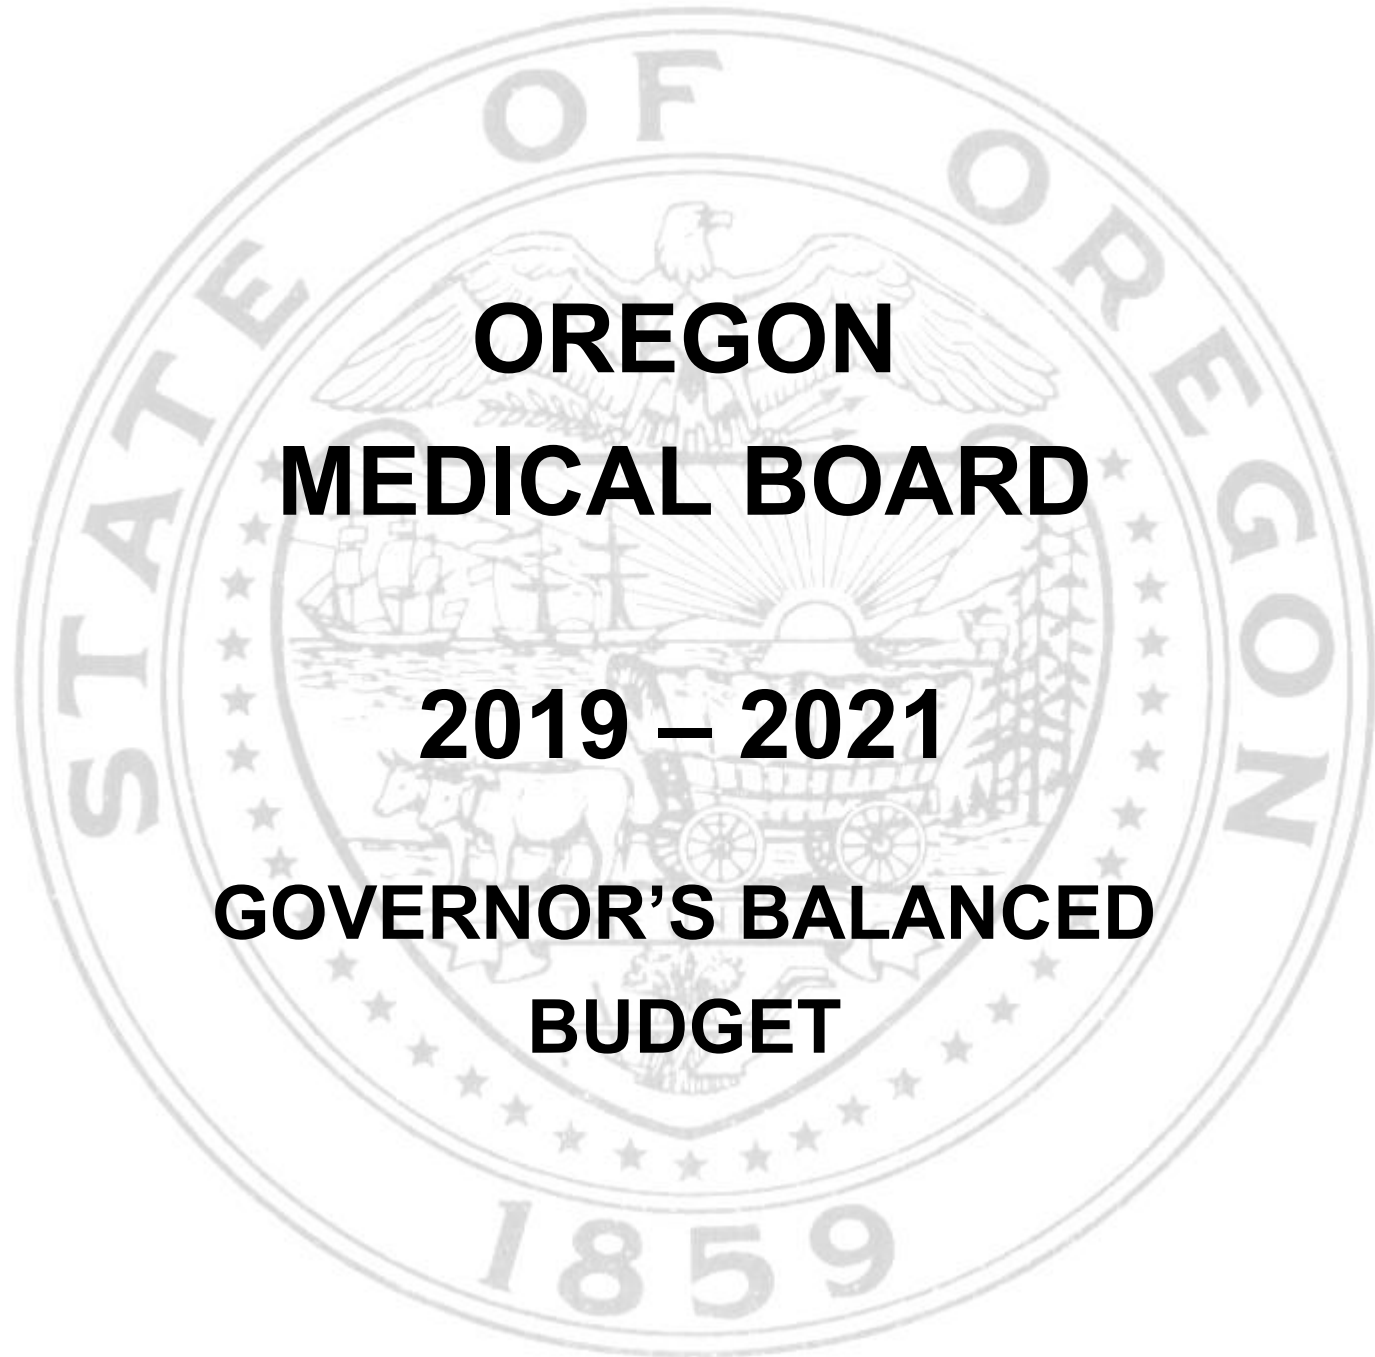 STATE OF OREGON
OREGON
MEDICAL BOARD
2019 – 2021
GOVERNOR’S BALANCED
BUDGET
1859